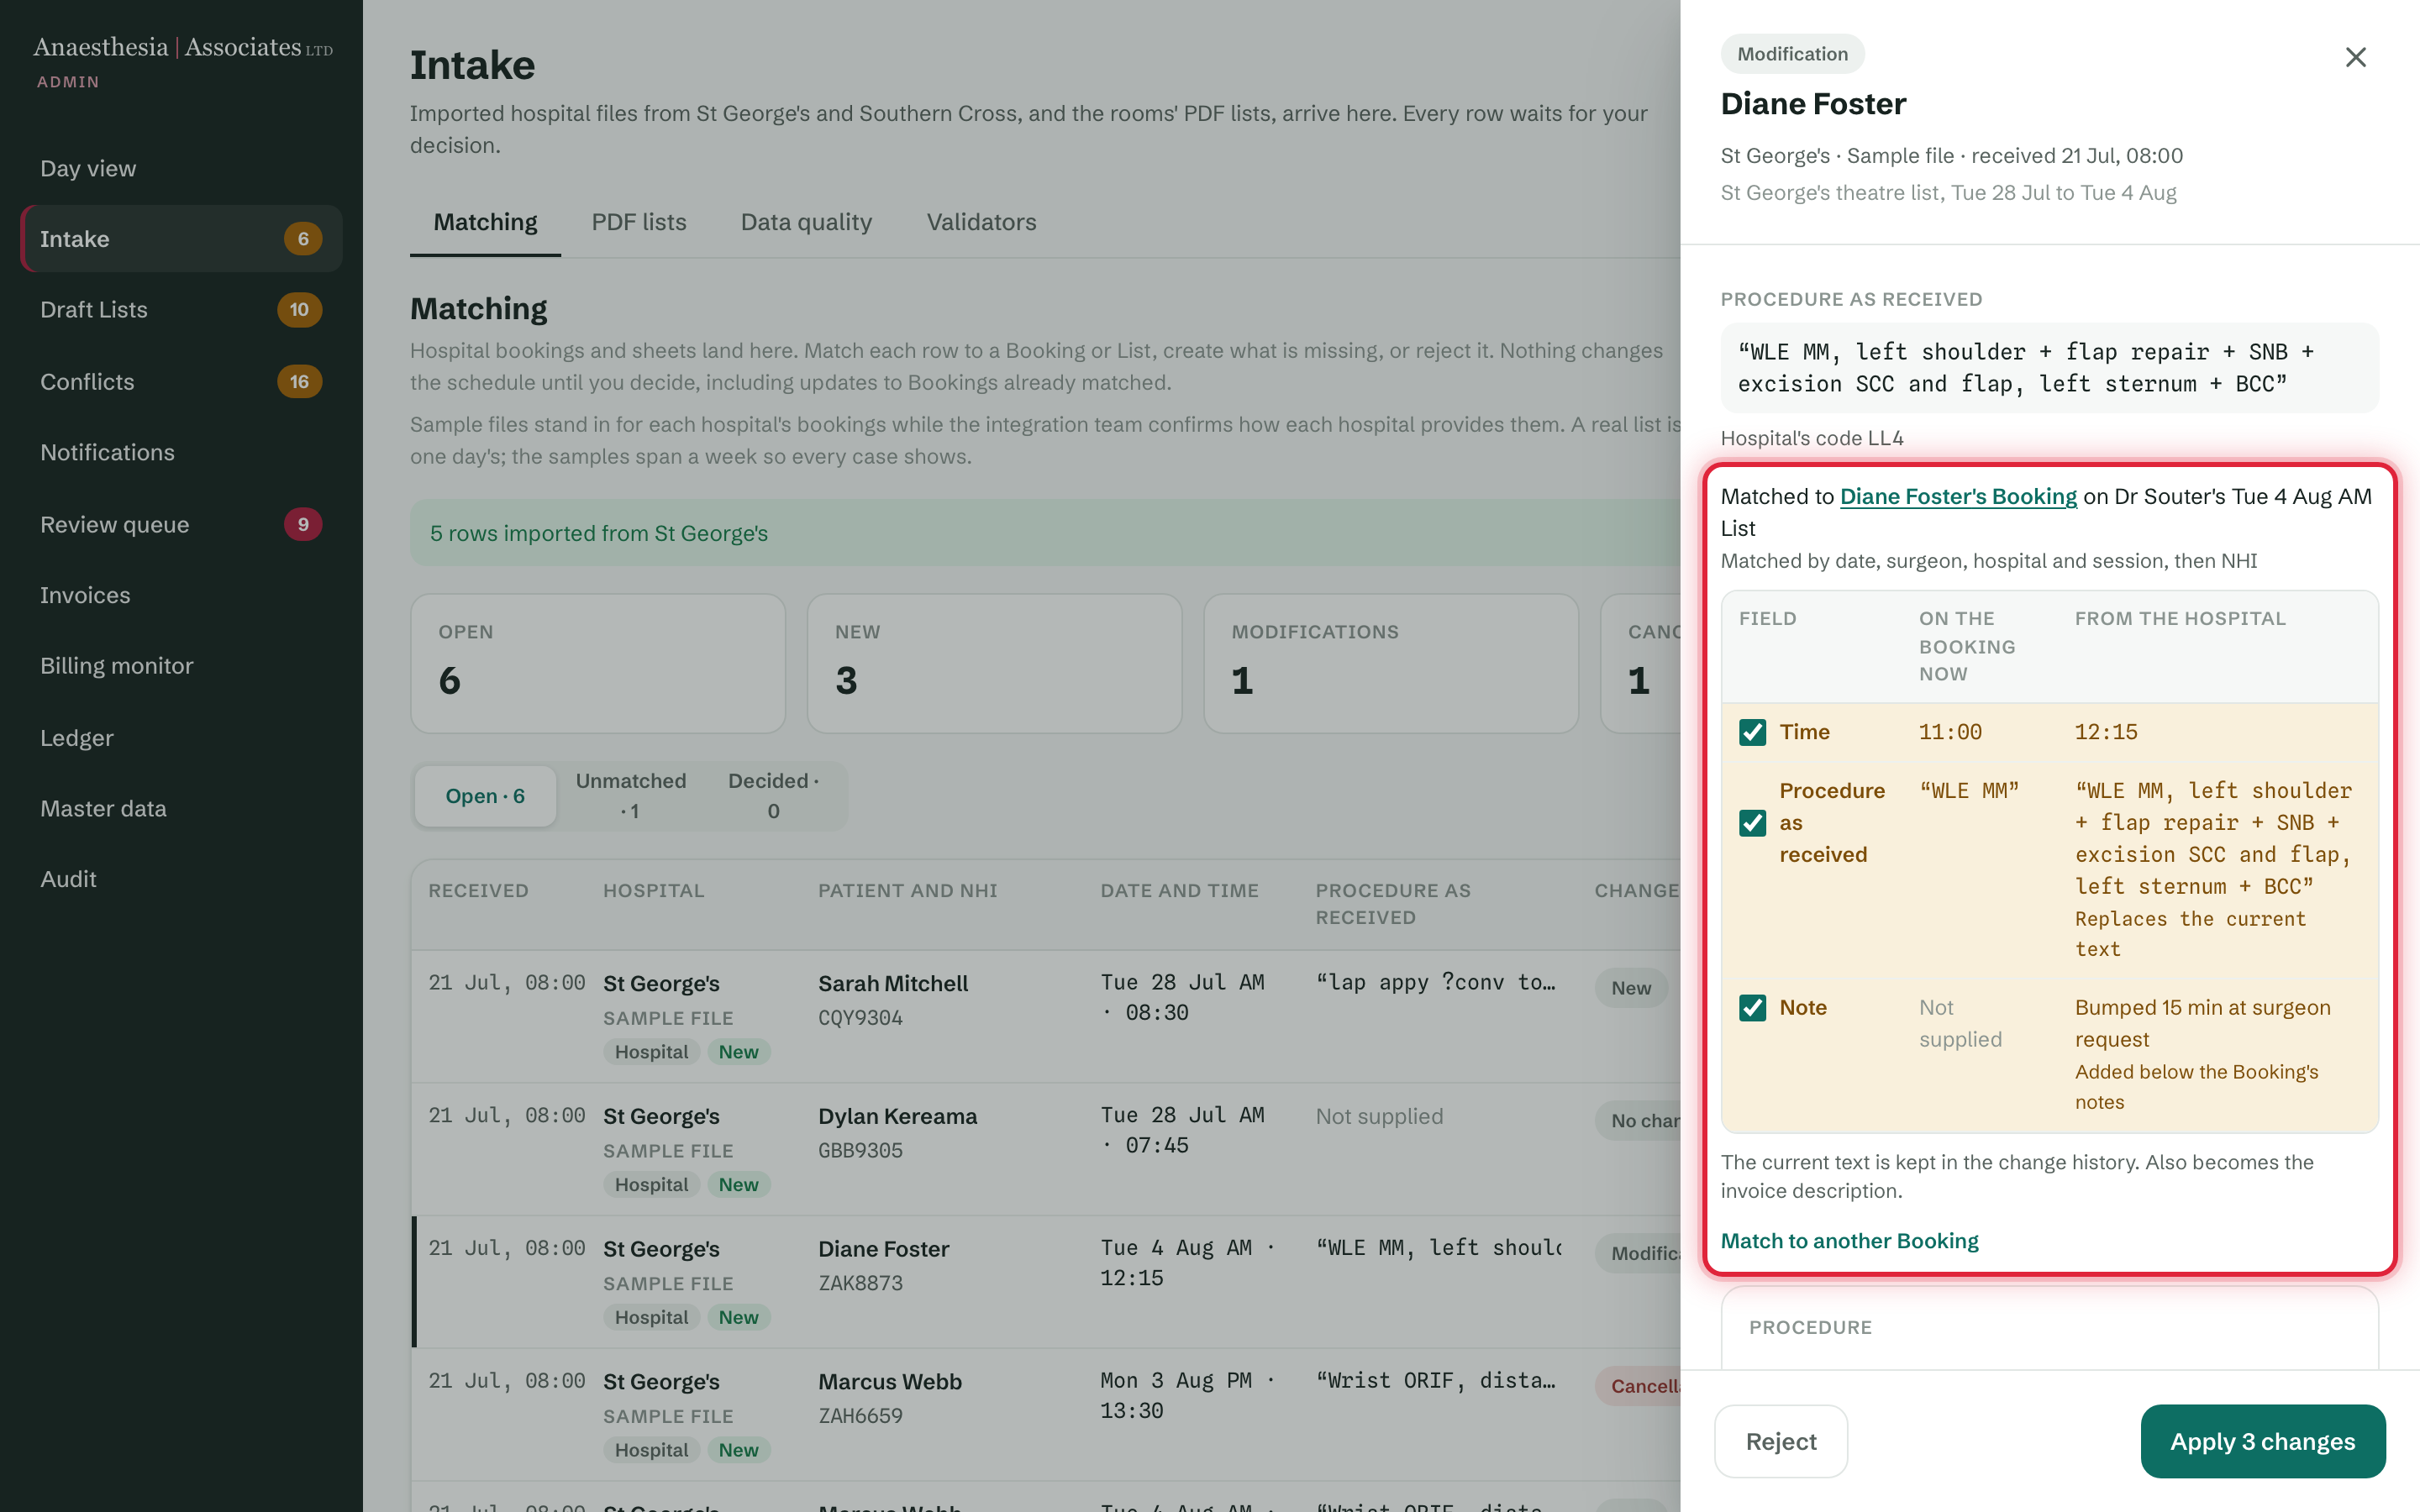 Anaesthesia | Associates LTD
ADMIN
Day view
Intake 6
Draft Lists 10
Conflicts 16
Notifications
Review queue 9
Invoices
Billing monitor
Ledger
Master data
Audit
Intake
Imported hospital files from St George's and Southern Cross, and the rooms' PDF lists, arrive here. Every row waits for your
decision.
Matching PDF lists Data quality Validators
Matching
Hospital bookings and sheets land here. Match each row to a Booking or List, create what is missing, or reject it. Nothing changes
the schedule until you decide, including updates to Bookings already matched.
Sample files stand in for each hospital's bookings while the integration team confirms how each hospital provides them. A real list is
one day's; the samples span a week so every case shows.
5 rows imported from St George's
OPEN
6
NEW
3
MODIFICATIONS
1
CANC
1
Open · 6
Unmatched
· 1
Decided ·
0
RECEIVED HOSPITAL PATIENT AND NHI DATE AND TIME PROCEDURE AS
RECEIVED
CHANGE
21 Jul, 08:00 St George's Sarah Mitchell Tue 28 Jul AM “lap appy ?conv to… New
SAMPLE FILE CQY9304 · 08:30
Hospital New
21 Jul, 08:00 St George's Dylan Kereama Tue 28 Jul AM Not supplied No chan
SAMPLE FILE GBB9305 · 07:45
Hospital New
21 Jul, 08:00 St George's Diane Foster Tue 4 Aug AM · “WLE MM, left should Modifica
SAMPLE FILE ZAK8873 12:15
Hospital New
21 Jul, 08:00 St George's Marcus Webb Mon 3 Aug PM · “Wrist ORIF, dista… Cancella
SAMPLE FILE ZAH6659 13:30
Hospital New
Modification
Diane Foster
St George's · Sample file · received 21 Jul, 08:00
St George's theatre list, Tue 28 Jul to Tue 4 Aug
PROCEDURE AS RECEIVED
“WLE MM, left shoulder + flap repair + SNB +
excision SCC and flap, left sternum + BCC”
Hospital's code LL4
Matched to Diane Foster's Booking on Dr Souter's Tue 4 Aug AM
List
Matched by date, surgeon, hospital and session, then NHI
FIELD
ON THE
BOOKING
NOW
FROM THE HOSPITAL
Time 11:00 12:15
Procedure
as
received
“WLE MM”
“WLE MM, left shoulder
+ flap repair + SNB +
excision SCC and flap,
left sternum + BCC”
Replaces the current
text
Note
Not
supplied
Bumped 15 min at surgeon
request
Added below the Booking's
notes
The current text is kept in the change history. Also becomes the
invoice description.
Match to another Booking
PROCEDURE
Reject
Apply 3 changes